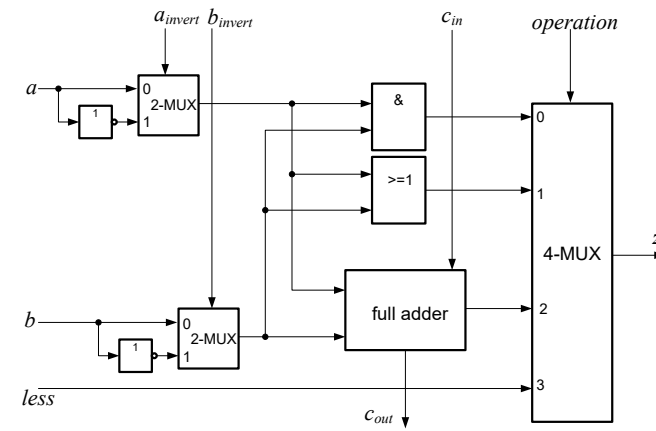 a_invert b_invert
c_in
operation
a
0
2-MUX
1
1
&
0
>=1
1
4-MUX
z
full adder
2
b
0
2-MUX
1
1
less
3
c_out